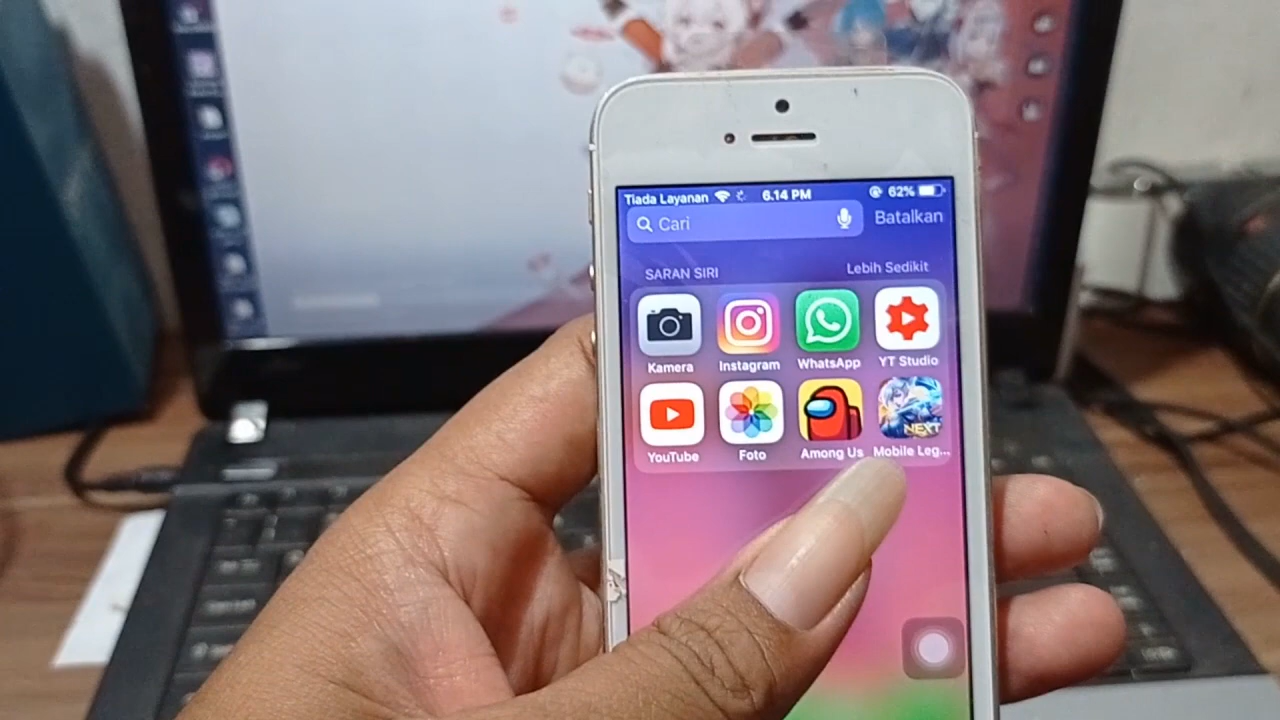 Tiada Layanan 6.14 PM 62%
Cari Batalkan
SARAN SIRI Lebih Sedikit
Kamera Instagram WhatsApp YT Studio
NEXT
YouTube Foto Among Us Mobile Leg...